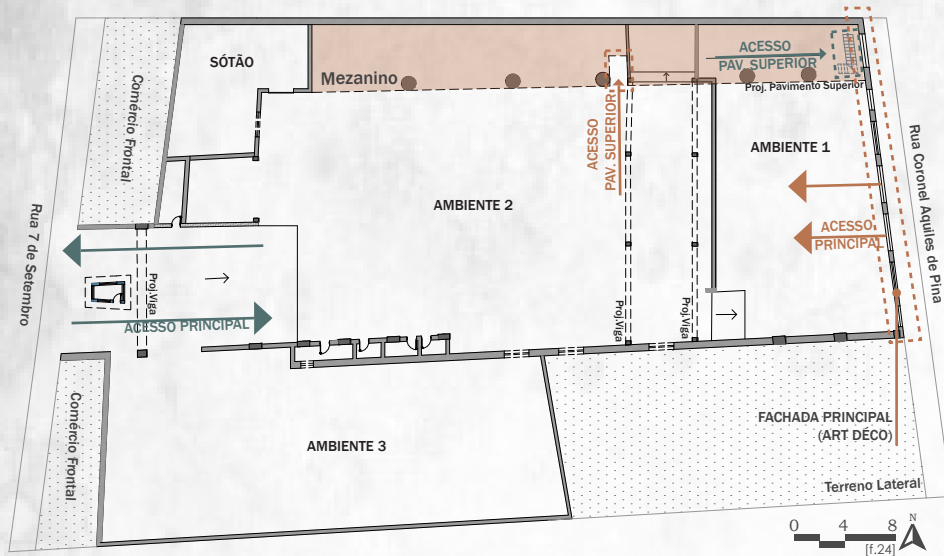 SÓTÃO
Mezanino
ACESSO
PAV. SUPERIOR
Proj. Pavimento Superior
Comércio Frontal
ACESSO
PAV. SUPERIOR
AMBIENTE 1
Rua Coronel Aquiles de Pina
AMBIENTE 2
Rua 7 de Setembro
ACESSO
PRINCIPAL
Proj.Viga
ACESSO PRINCIPAL
Proj.Viga
Proj.Viga
Comércio Frontal
AMBIENTE 3
FACHADA PRINCIPAL
(ART DÉCO)
Terreno Lateral
0 4 8
N
[f.24]